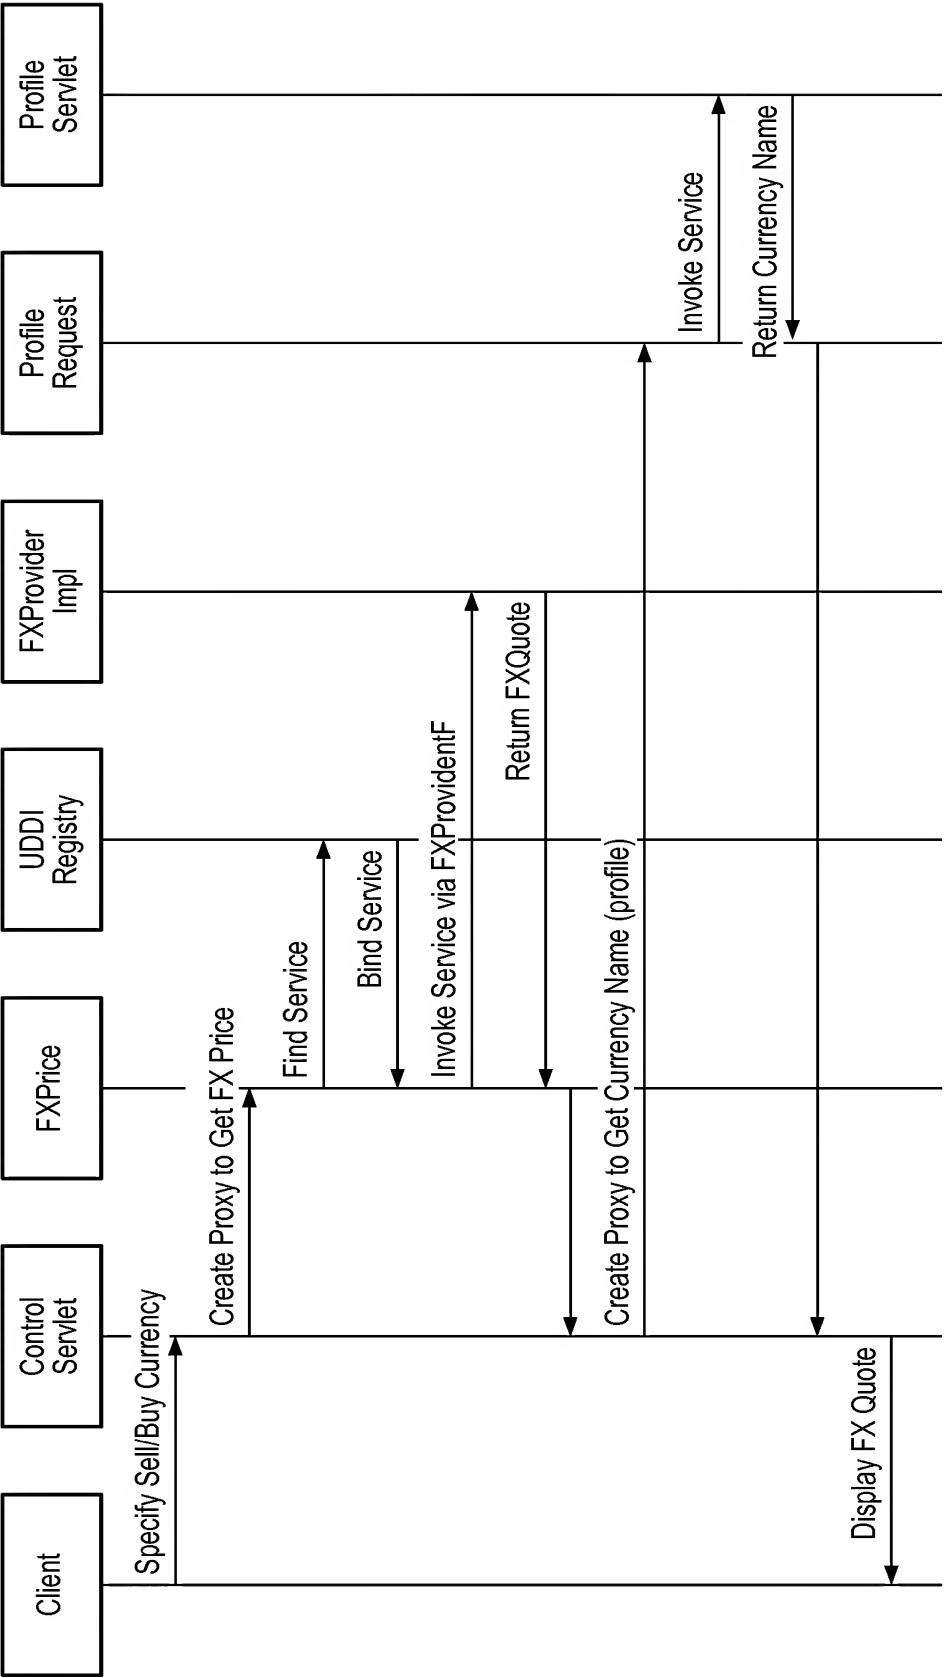 Client
Control
Servlet
FXPrice
UDDI
Registry
FXProvider
Impl
Profile
Request
Profile
Servlet
Specify Sell/Buy Currency
Create Proxy to Get FX Price
Find Service
Bind Service
Invoke Service via FXProvidentF
Return FXQuote
Create Proxy to Get Currency Name (profile)
Invoke Service
Return Currency Name
Display FX Quote